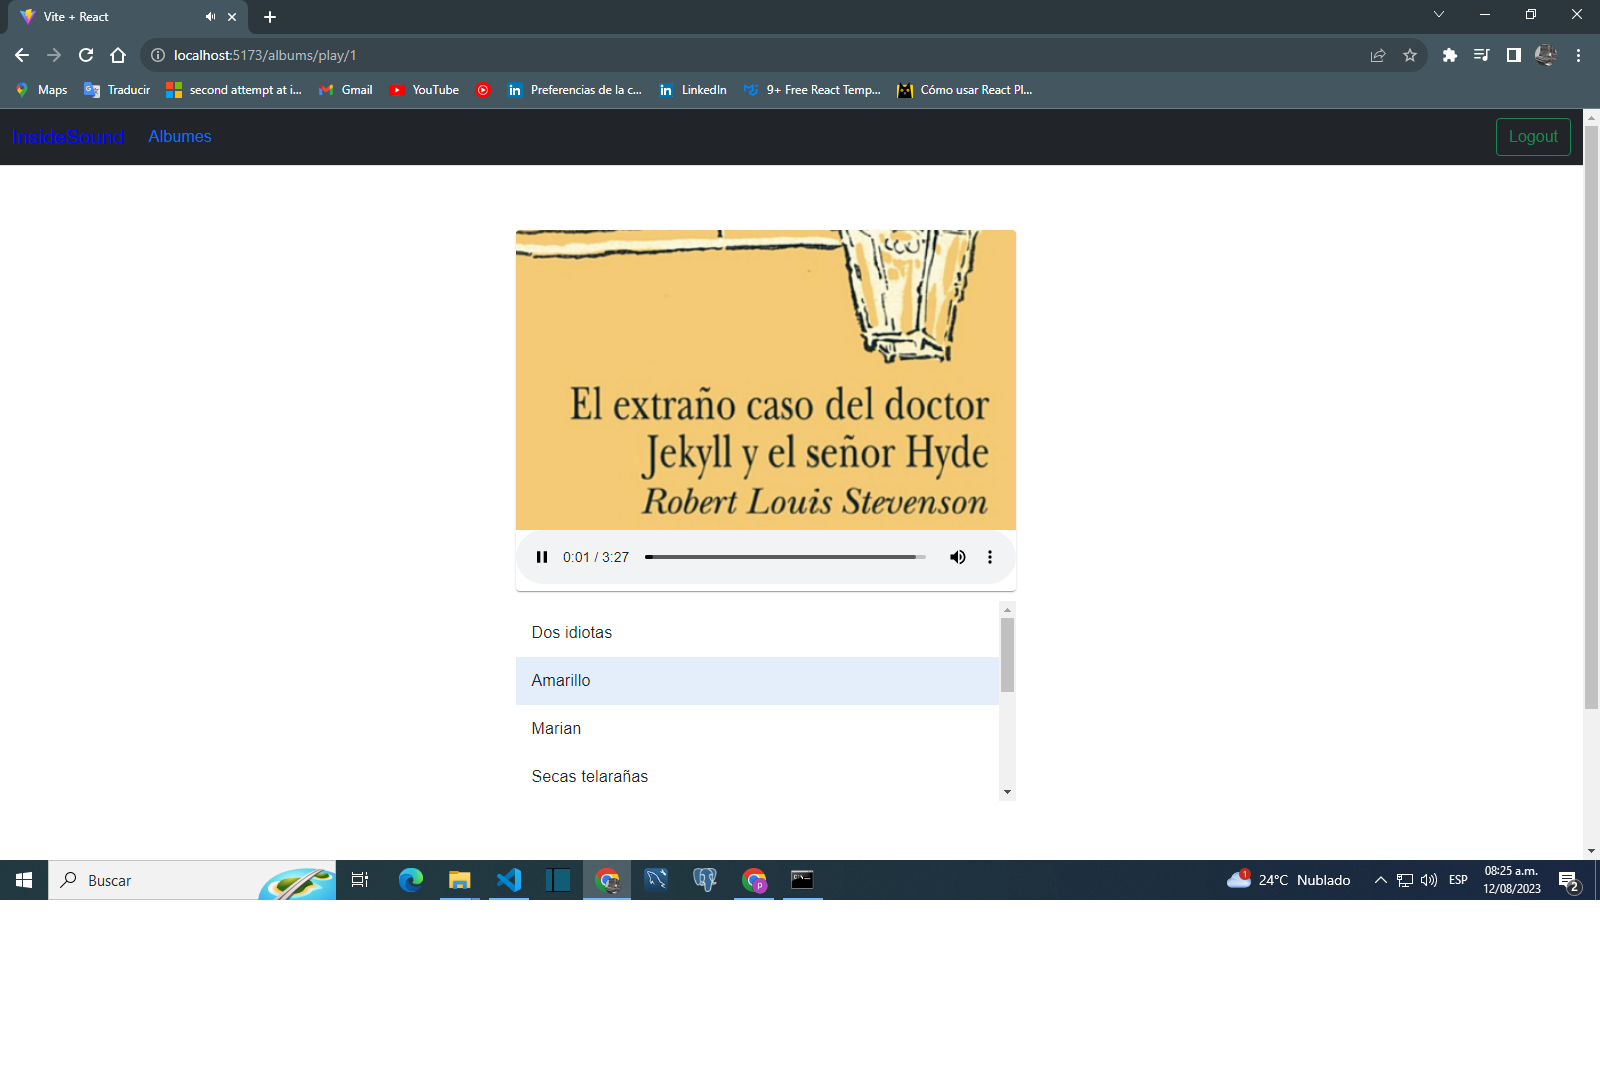 Vite + React
localhost:5173/albums/play/1
Maps Traducir second attempt at i... Gmail YouTube Preferencias de la c... LinkedIn 9+ Free React Temp... Cómo usar React Pl...
InsideSound Albumes Logout
El extraño caso del doctor
Jekyll y el señor Hyde
Robert Louis Stevenson
0:01 / 3:27
Dos idiotas
Amarillo
Marian
Secas telarañas
Buscar
1
24°C Nublado
ESP
08:25 a.m.
12/08/2023
2